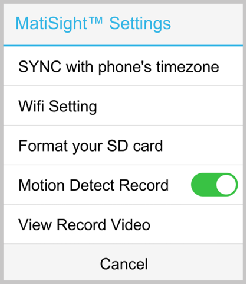 MatiSight™ Settings
SYNC with phone's timezone
Wifi Setting
Format your SD card
Motion Detect Record
View Record Video
Cancel